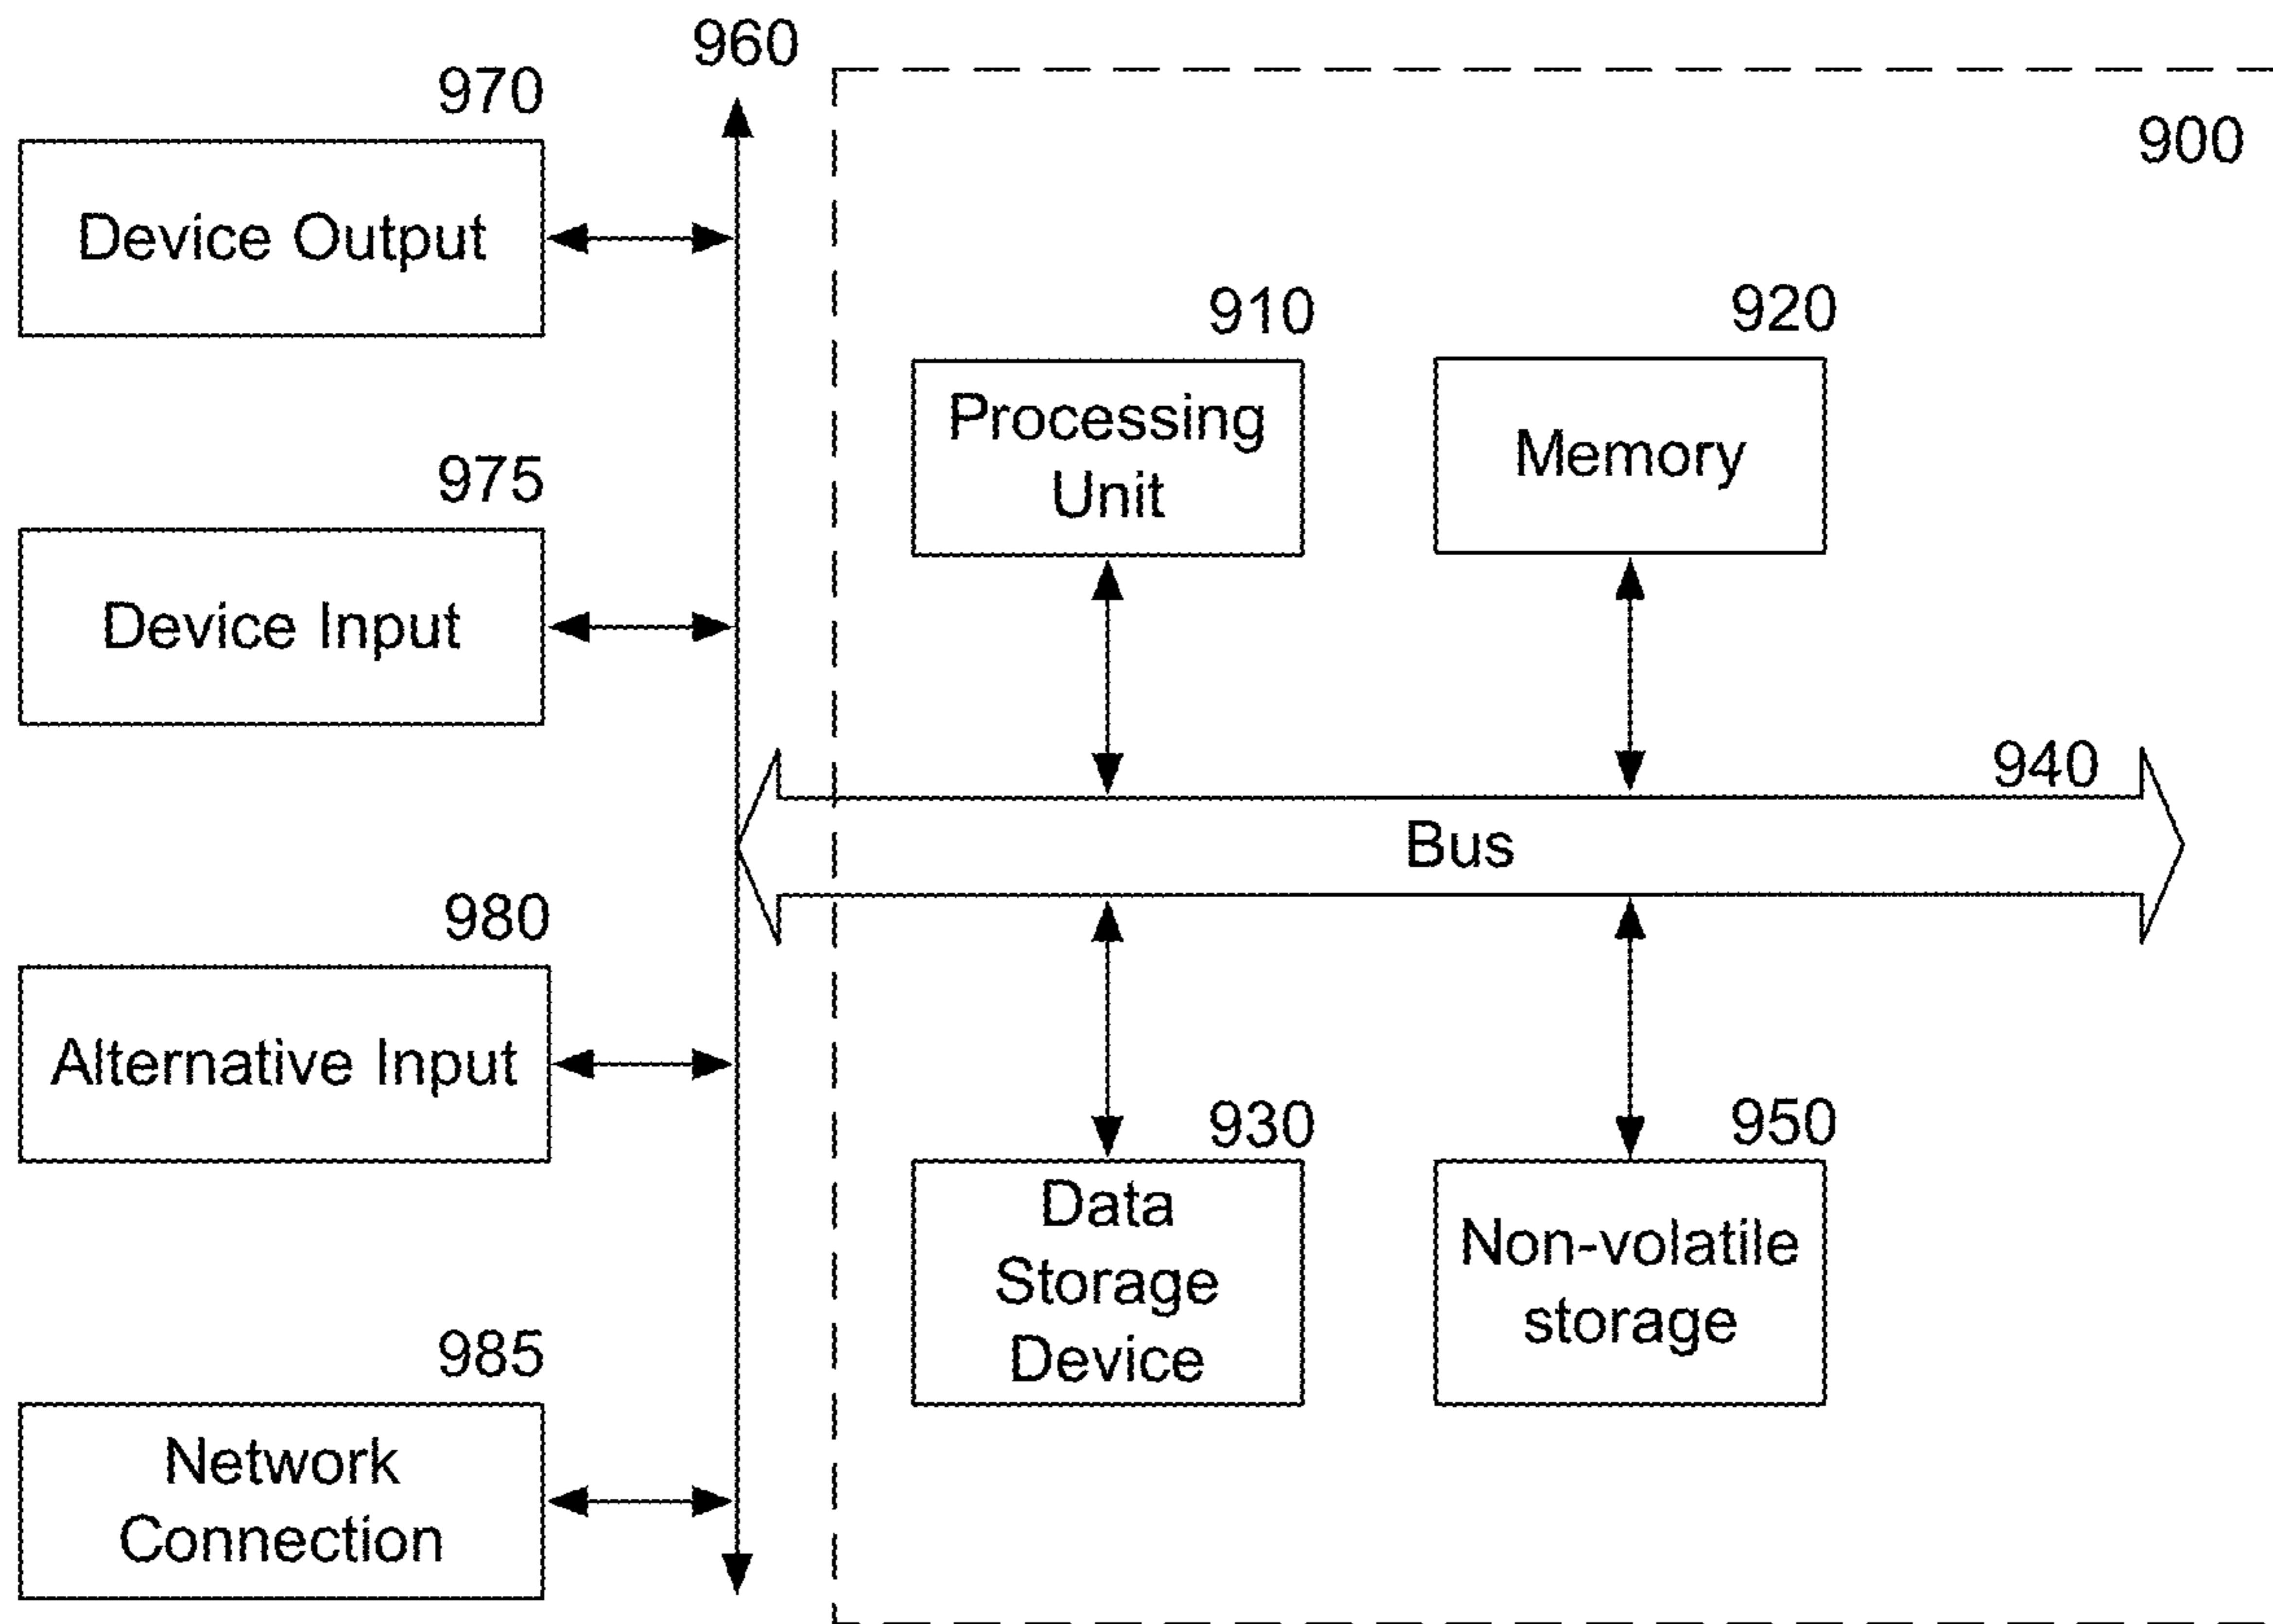 960
970
Device Output
975
Device Input
980
Alternative Input
985
Network
Connection
900
910
Processing
Unit
920
Memory
940
Bus
930
Data
Storage
Device
950
Non-volatile
storage